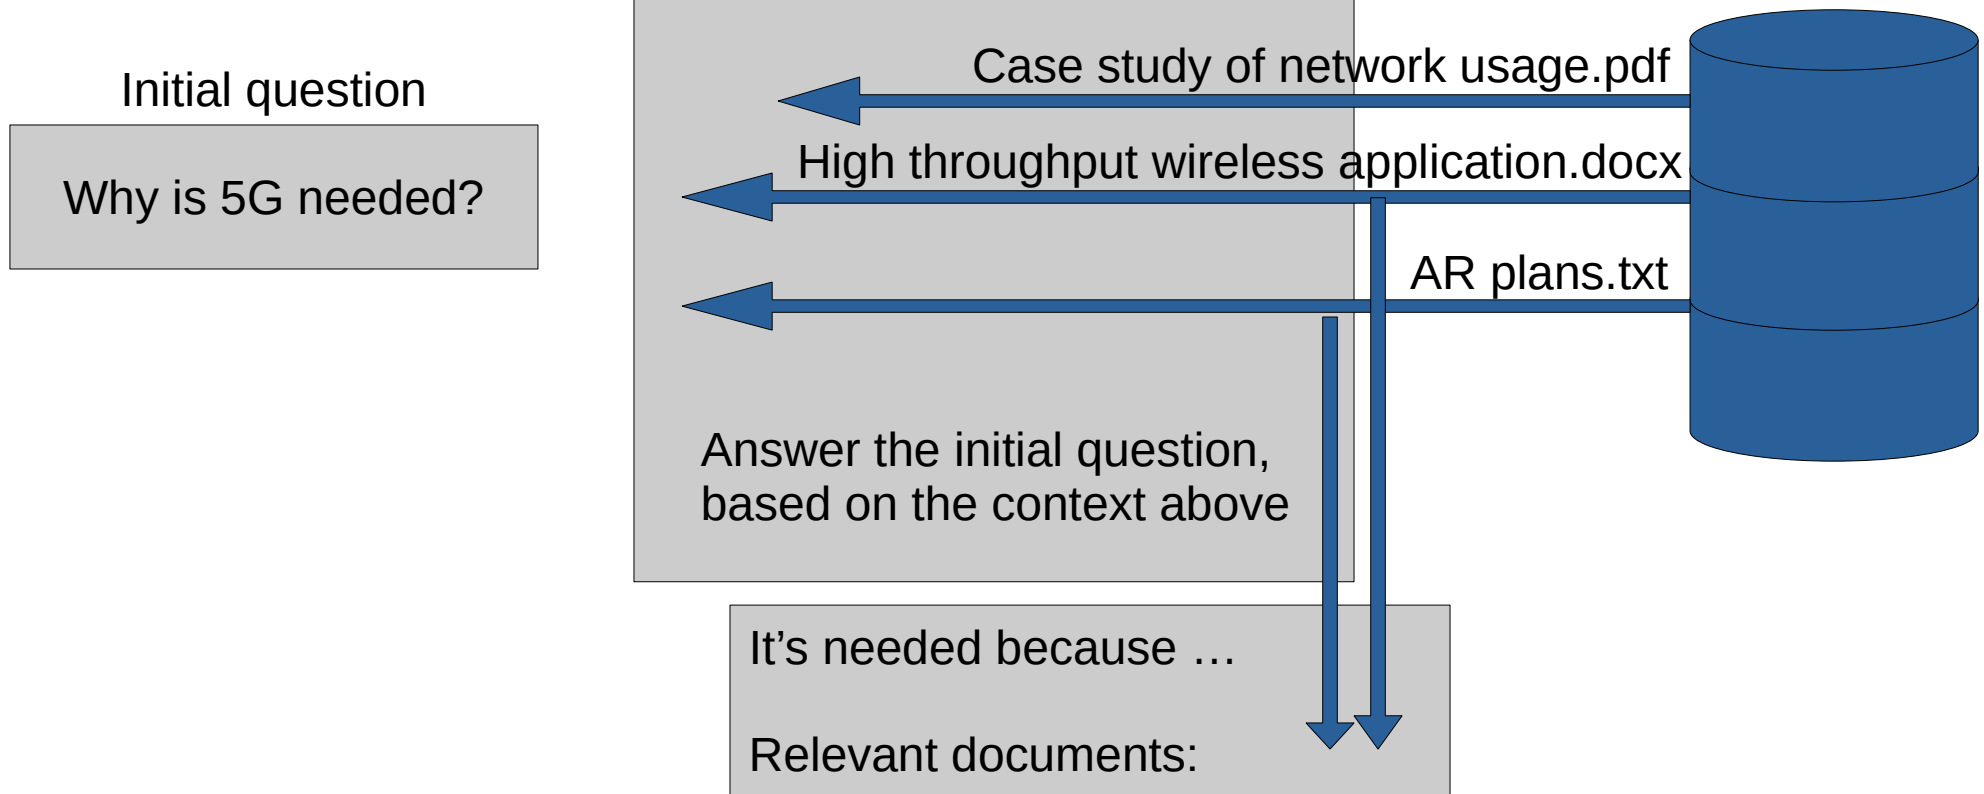 Initial question
Why is 5G needed?
Case study of network usage.pdf
High throughput wireless application.docx
AR plans.txt
Answer the initial question,
based on the context above
It’s needed because …
Relevant documents: